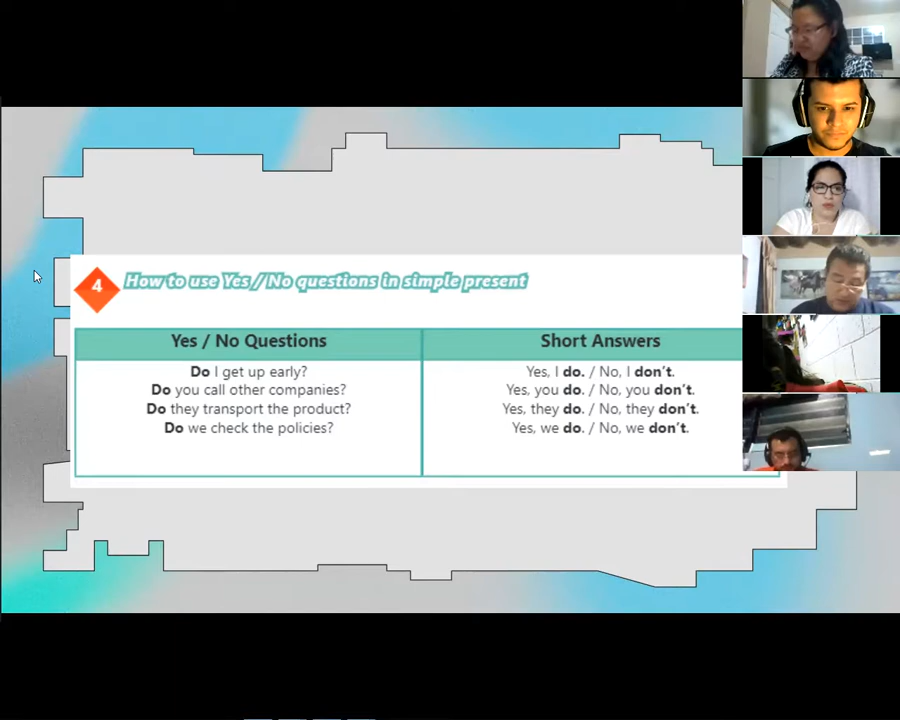 4 How to use Yes / No questions in simple present
Yes / No Questions Short Answers
Do I get up early? Yes, I do. / No, I don't.
Do you call other companies? Yes, you do. / No, you don't.
Do they transport the product? Yes, they do. / No, they don't.
Do we check the policies? Yes, we do. / No, we don't.